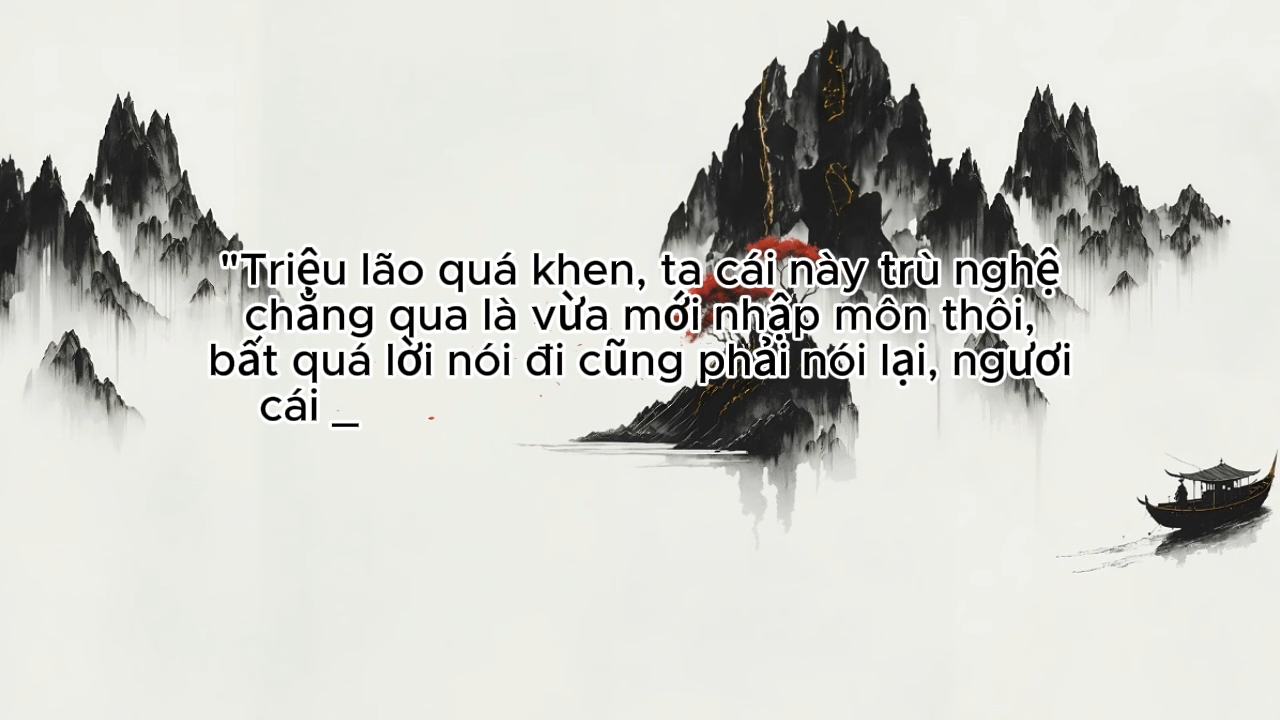 "Triệu lão quá khen, ta cái này trù nghệ
chẳng qua là vừa mới nhập môn thôi,
bất quá lời nói đi cũng phải nói lại, ngươi
cái _